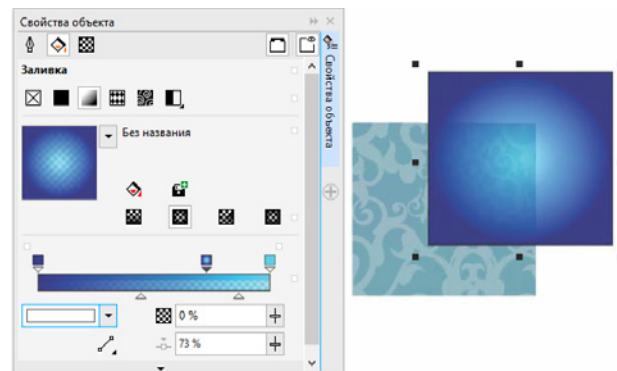 Свойства объекта
Заливка
Без названия
0 %
73 %
Свойства объекта